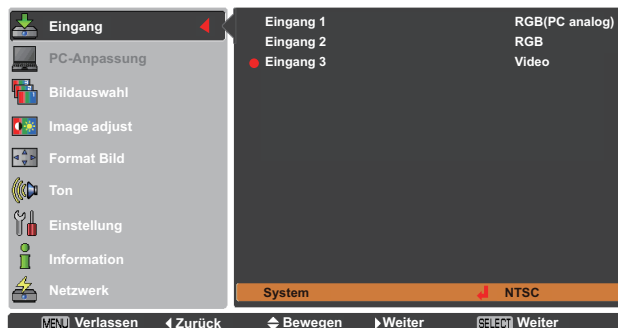 Eingang
PC-Anpassung
Bildauswahl
Image adjust
Format Bild
Ton
Einstellung
Information
Netzwerk
Eingang 1 RGB(PC analog)
Eingang 2 RGB
Eingang 3 Video
System NTSC
MENU Verlassen Zurück Bewegen Weiter SELECT Weiter